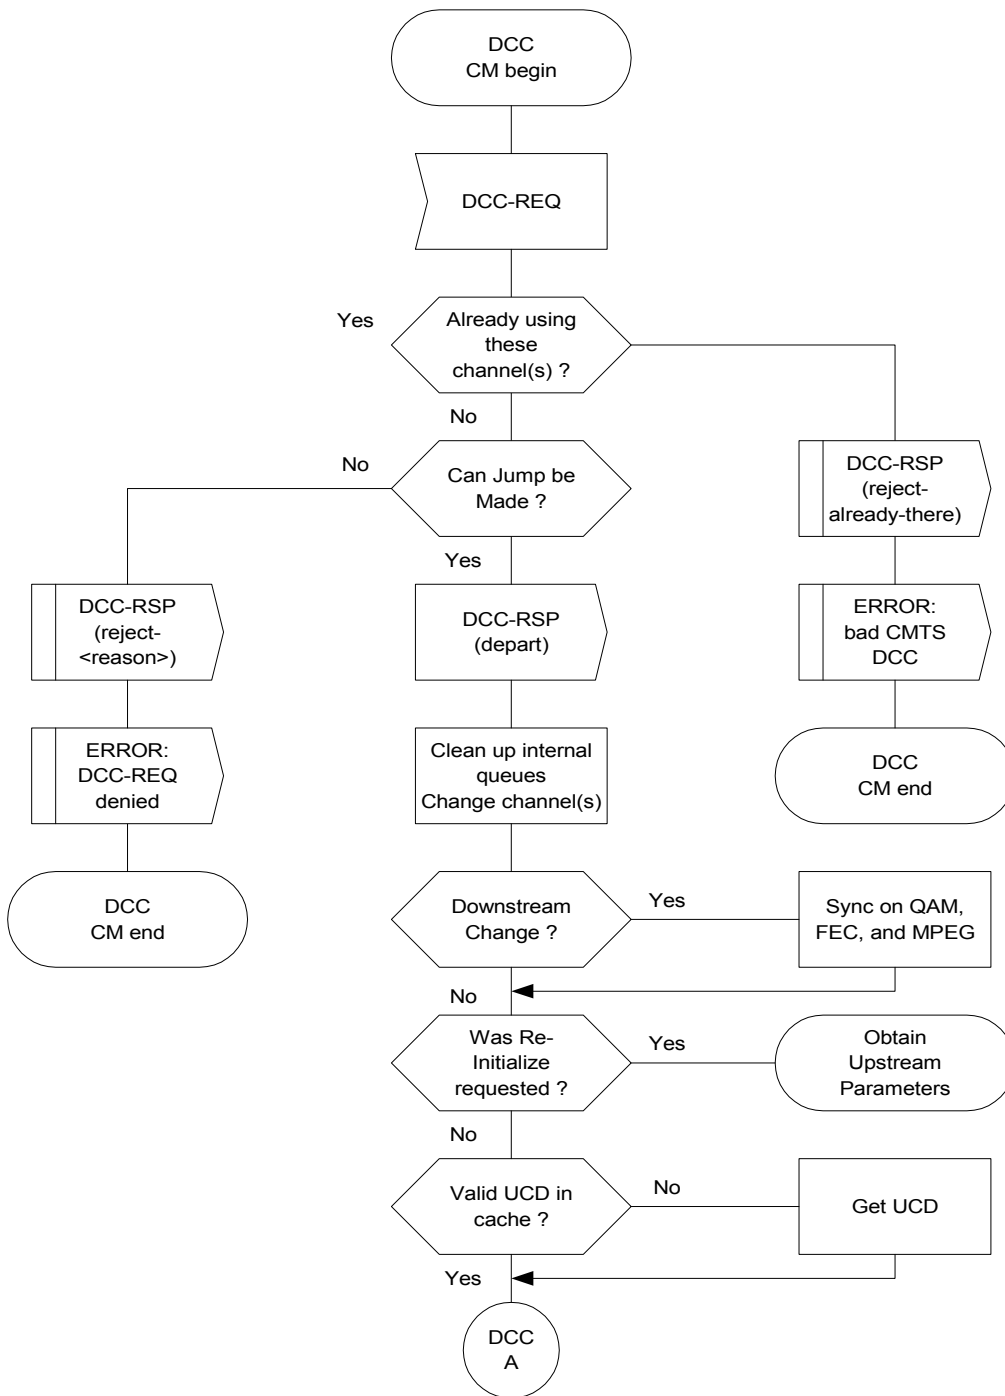 DCC
CM begin
DCC-REQ
Yes
Already using
these
channel(s) ?
No
No
Can Jump be
Made ?
DCC-RSP
(reject-
already-there)
Yes
DCC-RSP
(reject-
<reason>)
DCC-RSP
(depart)
ERROR:
bad CMTS
DCC
ERROR:
DCC-REQ
denied
Clean up internal
queues
Change channel(s)
DCC
CM end
DCC
CM end
Downstream
Change ?
Yes
Sync on QAM,
FEC, and MPEG
No
Was Re-
Initialize
requested ?
Yes
Obtain
Upstream
Parameters
No
Valid UCD in
cache ?
No
Get UCD
Yes
DCC
A